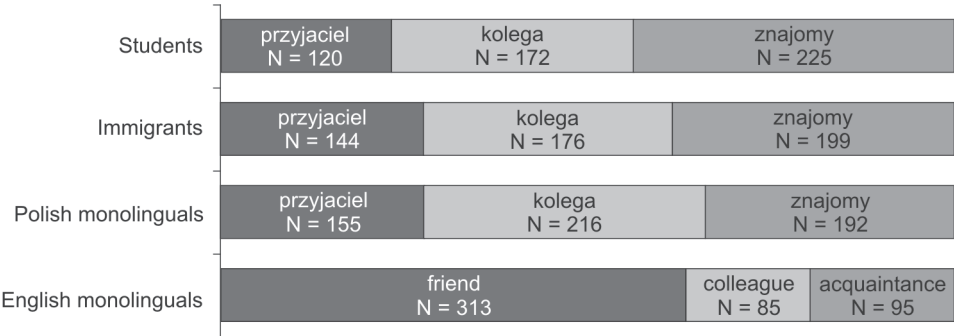 Students
przyjaciel kolega znajomy
N = 120 N = 172 N = 225
Immigrants
przyjaciel kolega znajomy
N = 144 N = 176 N = 199
Polish monolinguals
przyjaciel kolega znajomy
N = 155 N = 216 N = 192
English monolinguals
friend colleague acquaintance
N = 313 N = 85 N = 95